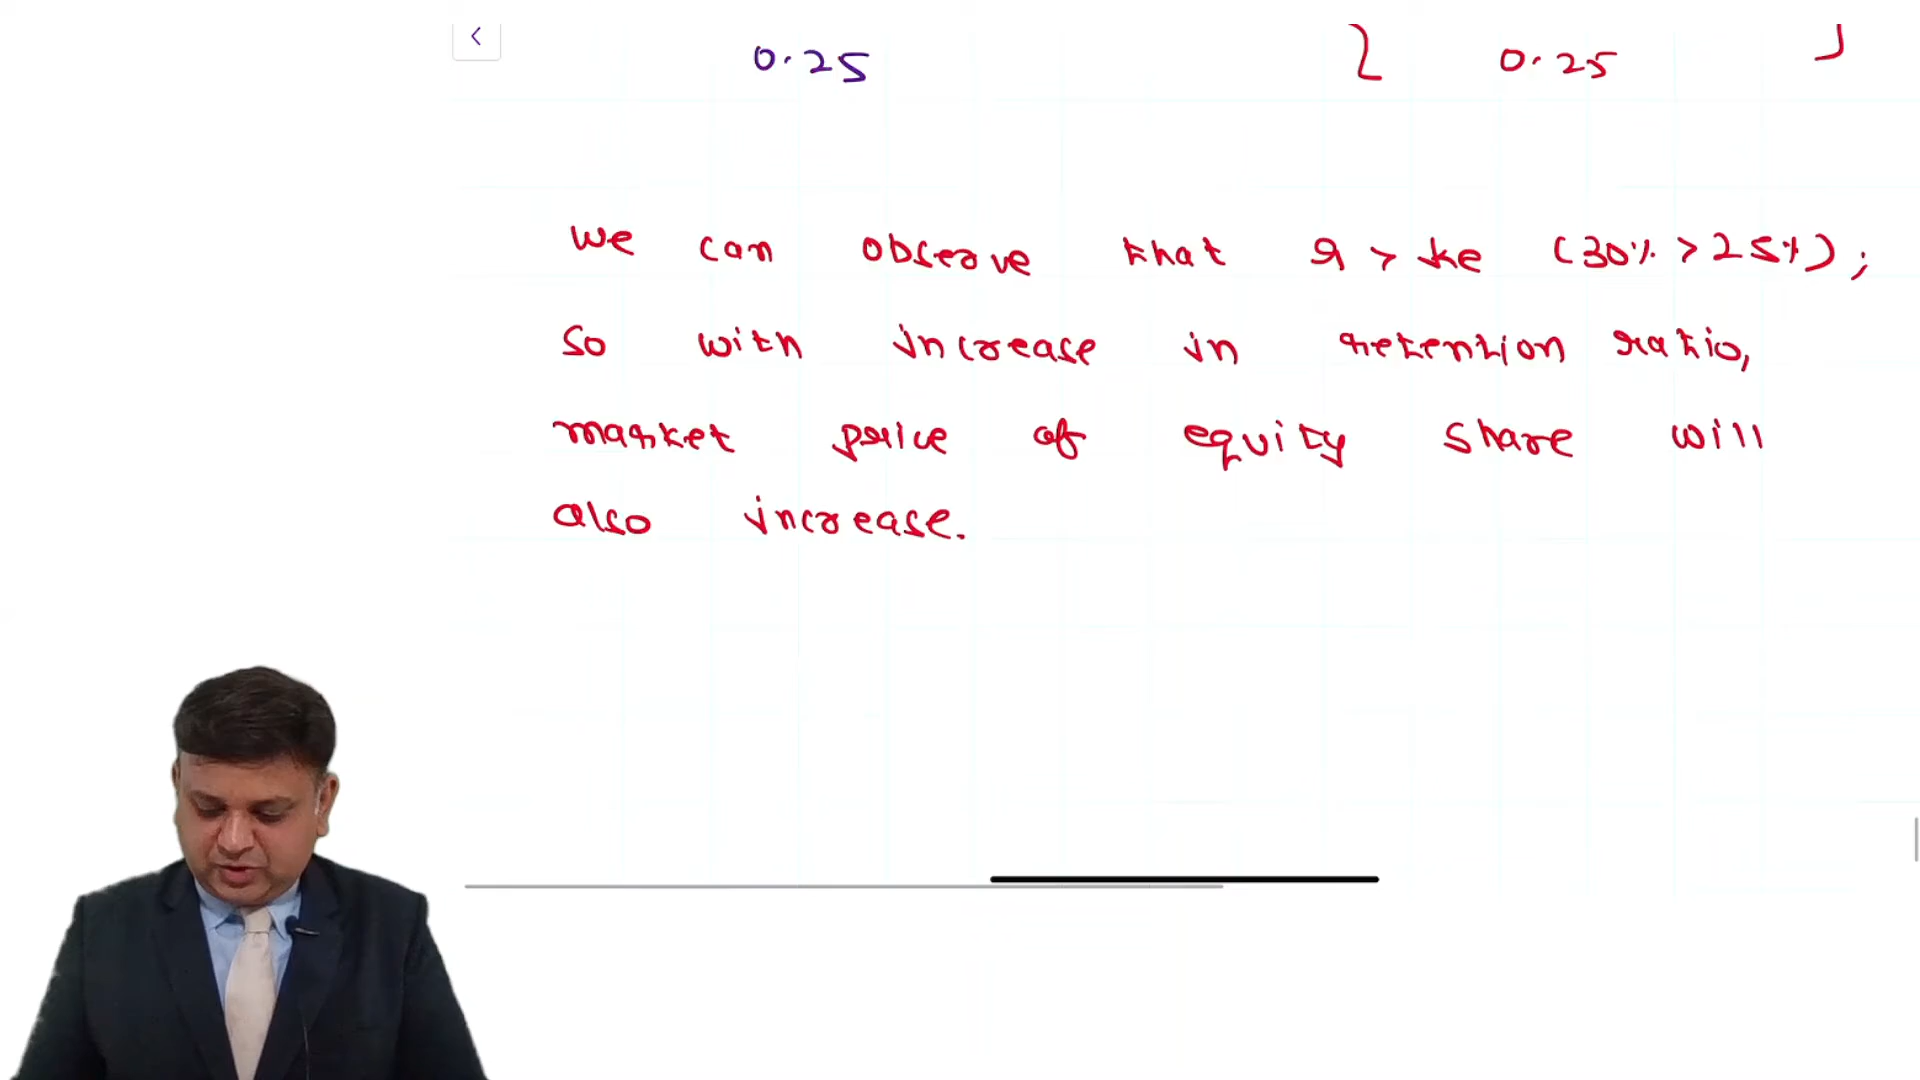 0.25 0.25
We can observe that r > ke (30% > 25%);
So with increase in retention ratio,
market price of equity share will
also increase.